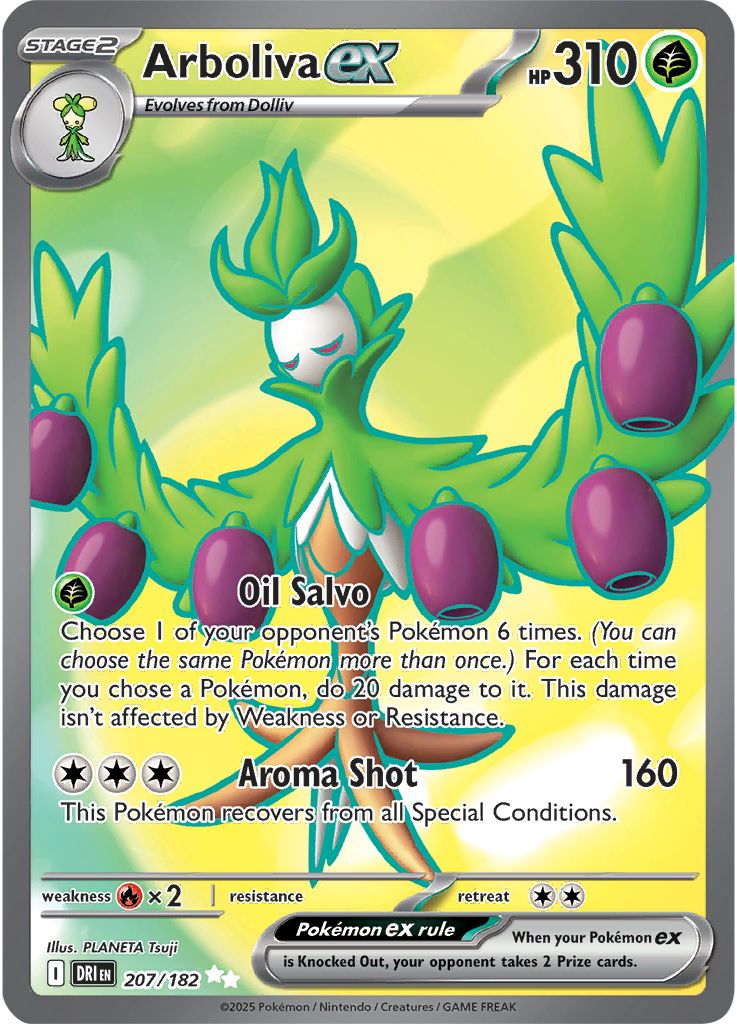 STAGE2
Arboliva ex
HP 310
Evolves from Dolliv
Oil Salvo
Choose 1 of your opponent's Pokémon 6 times. (You can
choose the same Pokémon more than once.) For each time
you chose a Pokémon, do 20 damage to it. This damage
isn't affected by Weakness or Resistance.
Aroma Shot 160
This Pokémon recovers from all Special Conditions.
weakness ×2 resistance retreat
Illus. PLANETA Tsuji
Pokémon ex rule
When your Pokémon ex
is Knocked Out, your opponent takes 2 Prize cards.
I DRI EN 207/182
©2025 Pokémon / Nintendo / Creatures / GAME FREAK